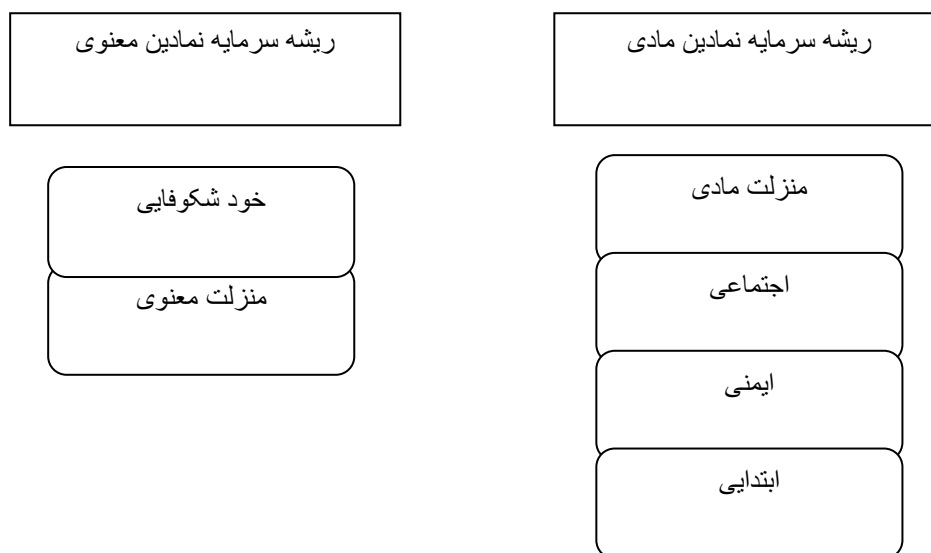 ریشه سرمایه نمادین مادی
منزلت مادی
اجتماعی
ایمنی
ابتدایی
ریشه سرمایه نمادین معنوی
خود شکوفایی
منزلت معنوی